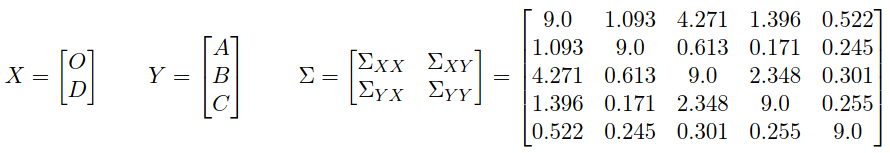 X = [O D] Y = [A B C] Σ = [Σ_XX Σ_XY Σ_YX Σ_YY] =
9.0 1.093 4.271 1.396 0.522
1.093 9.0 0.613 0.171 0.245
4.271 0.613 9.0 2.348 0.301
1.396 0.171 2.348 9.0 0.255
0.522 0.245 0.301 0.255 9.0